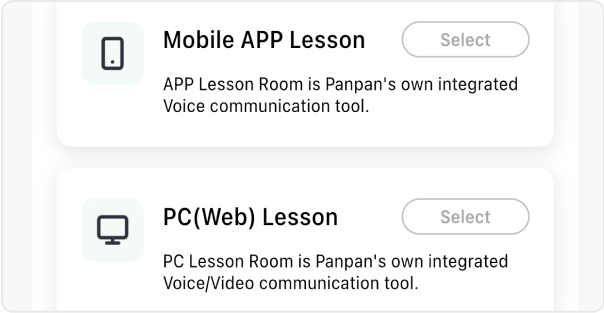 Mobile APP Lesson
Select
APP Lesson Room is Panpan's own integrated
Voice communication tool.
PC(Web) Lesson
Select
PC Lesson Room is Panpan's own integrated
Voice/Video communication tool.